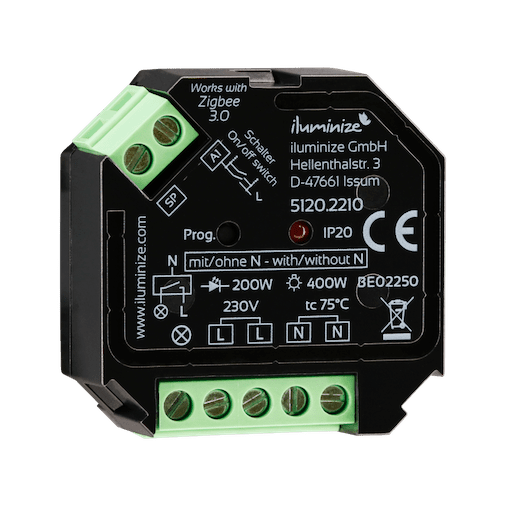 Works with
Zigbee
3.0
iluminize
iluminize GmbH
Hellenthalstr. 3
D-47661 Issum
5120.2210
Schalter
On/off switch
A1
L
SP
Prog.
IP20
CE
mit/ohne N - with/without N
www.iluminize.com
N
L
200W
400W
BE02250
230V
tc 75°C
L L N N